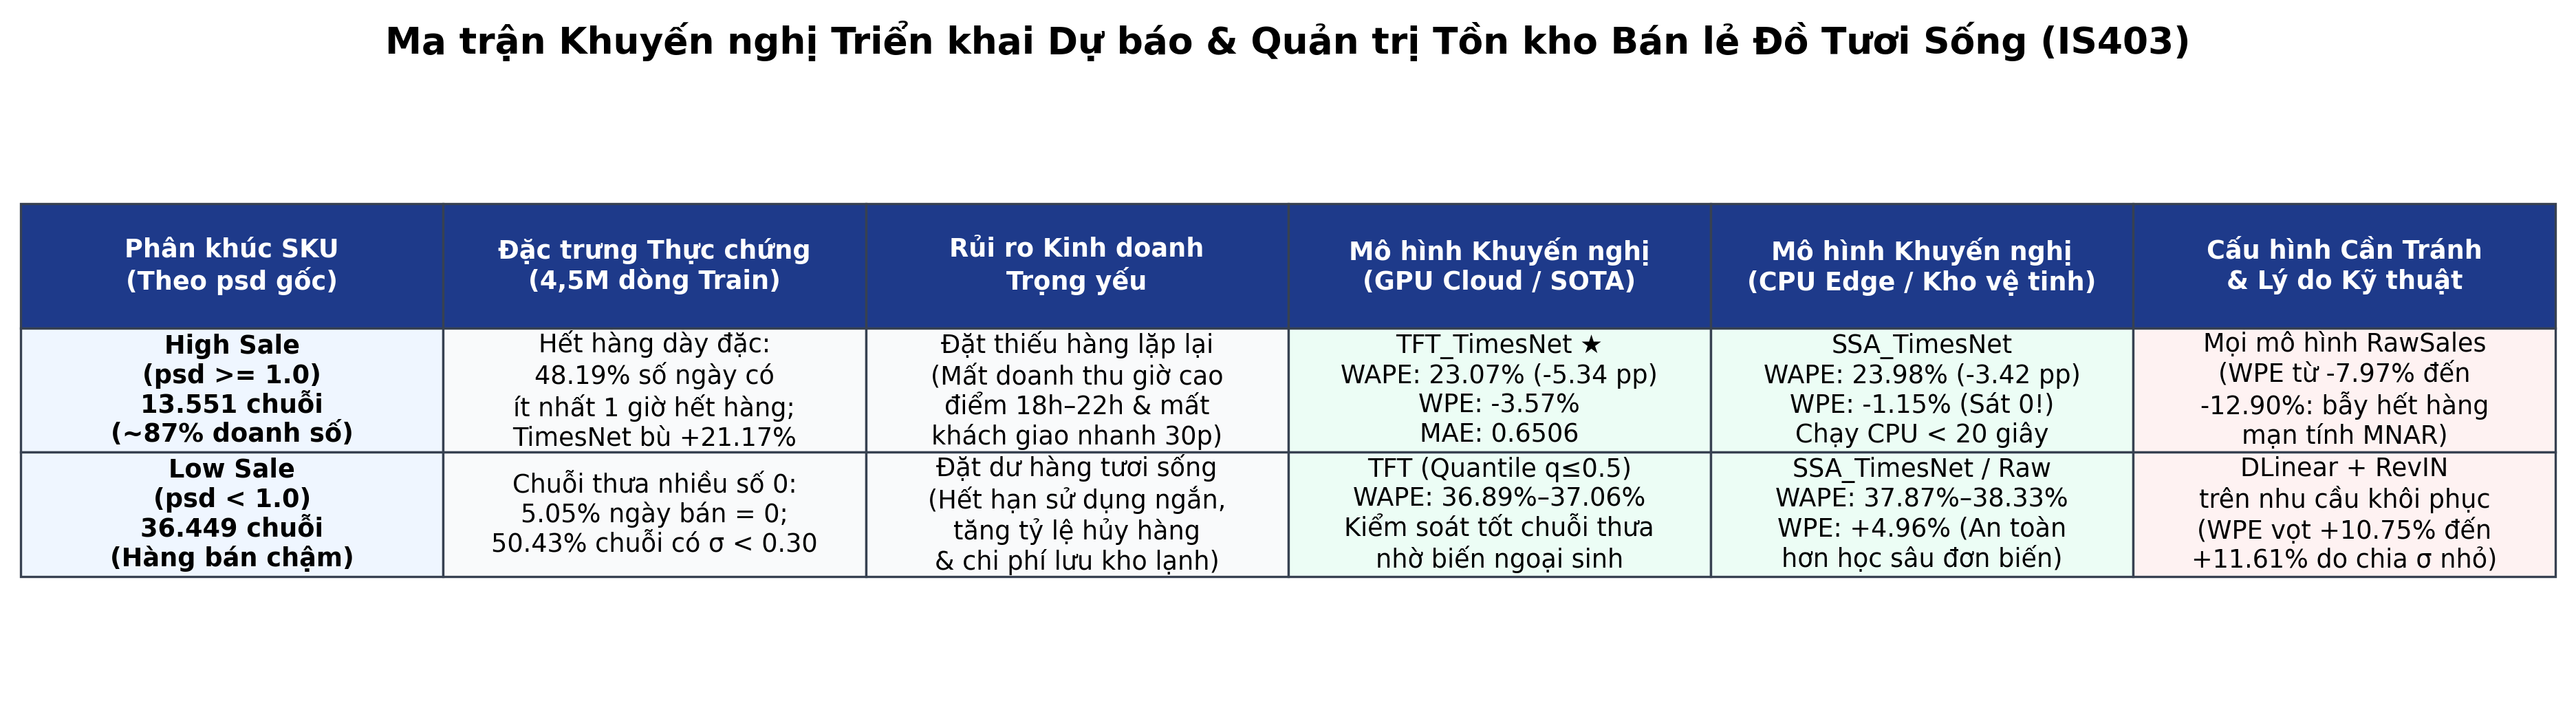 Ma trận Khuyến nghị Triển khai Dự báo & Quản trị Tồn kho Bán lẻ Đồ Tươi Sống (IS403)
Phân khúc SKU
(Theo psd gốc)
Đặc trưng Thực chứng
(4,5M dòng Train)
Rủi ro Kinh doanh
Trọng yếu
Mô hình Khuyến nghị
(GPU Cloud / SOTA)
Mô hình Khuyến nghị
(CPU Edge / Kho vệ tinh)
Cấu hình Cần Tránh
& Lý do Kỹ thuật
High Sale
(psd >= 1.0)
13.551 chuỗi
(~87% doanh số)
Hết hàng dày đặc:
48.19% số ngày có
ít nhất 1 giờ hết hàng;
TimesNet bù +21.17%
Đặt thiếu hàng lặp lại
(Mất doanh thu giờ cao
điểm 18h–22h & mất
khách giao nhanh 30p)
TFT_TimesNet ★
WAPE: 23.07% (-5.34 pp)
WPE: -3.57%
MAE: 0.6506
SSA_TimesNet
WAPE: 23.98% (-3.42 pp)
WPE: -1.15% (Sát 0!)
Chạy CPU < 20 giây
Mọi mô hình RawSales
(WPE từ -7.97% đến
-12.90%: bẫy hết hàng
mạn tính MNAR)
Low Sale
(psd < 1.0)
36.449 chuỗi
(Hàng bán chậm)
Chuỗi thưa nhiều số 0:
5.05% ngày bán = 0;
50.43% chuỗi có σ < 0.30
Đặt dư hàng tươi sống
(Hết hạn sử dụng ngắn,
tăng tỷ lệ hủy hàng
& chi phí lưu kho lạnh)
TFT (Quantile q≤0.5)
WAPE: 36.89%–37.06%
Kiểm soát tốt chuỗi thưa
nhờ biến ngoại sinh
SSA_TimesNet / Raw
WAPE: 37.87%–38.33%
WPE: +4.96% (An toàn
hơn học sâu đơn biến)
DLinear + RevIN
trên nhu cầu khôi phục
(WPE vọt +10.75% đến
+11.61% do chia σ nhỏ)